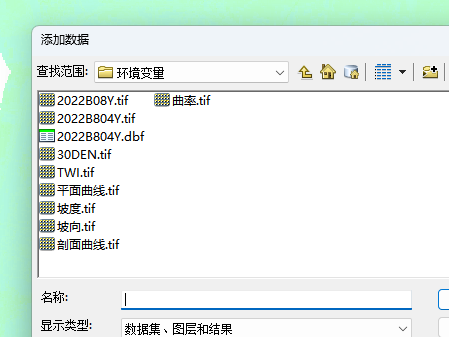 添加数据
查找范围: 环境变量
2022B08Y.tif
2022B804Y.tif
2022B804Y.dbf
30DEN.tif
TWI.tif
平面曲线.tif
坡度.tif
坡向.tif
剖面曲线.tif
曲率.tif
名称:
显示类型: 数据集、图层和结果